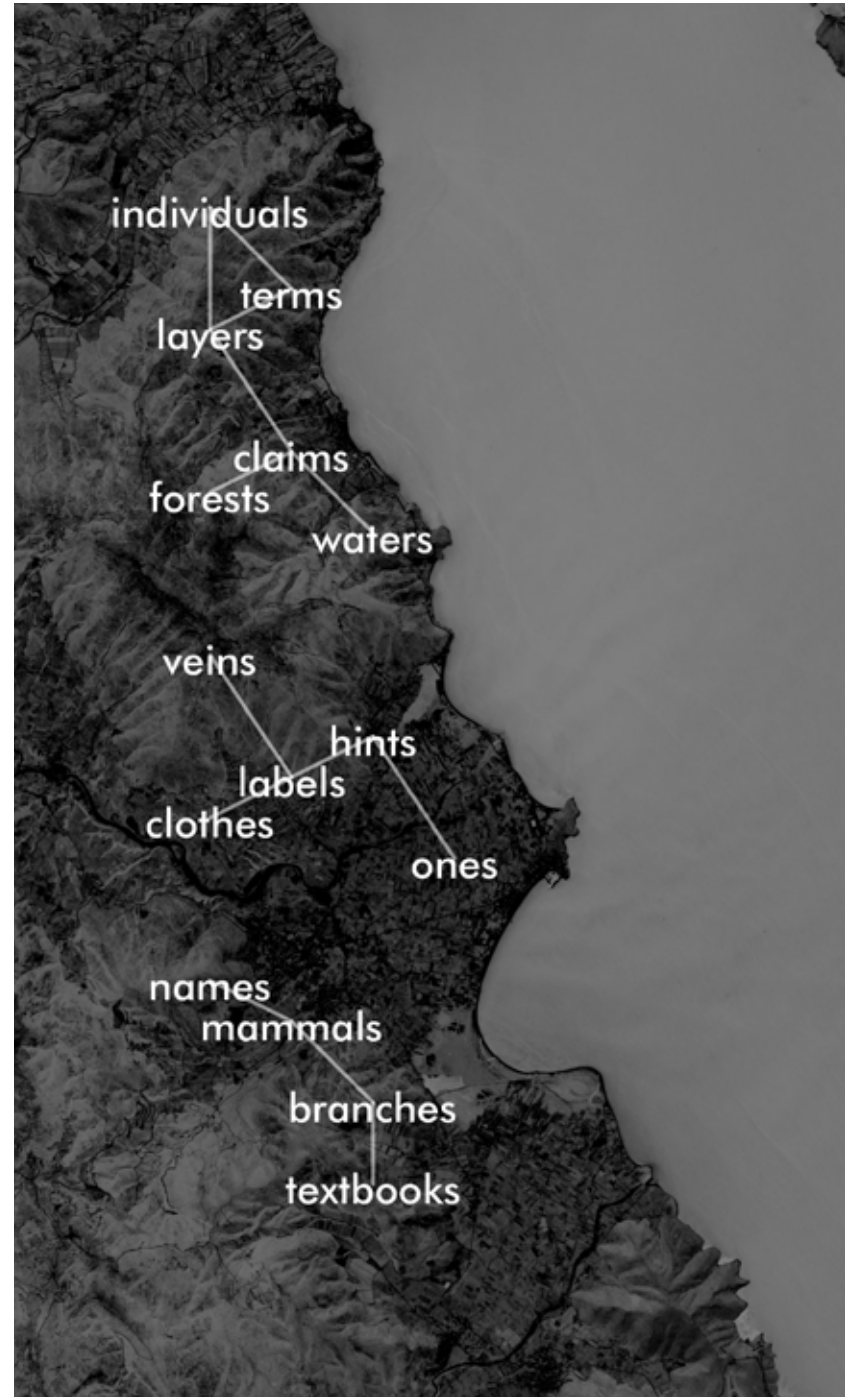 individuals
terms
layers
claims
forests
waters
veins
hints
labels
clothes
ones
names
mammals
branches
textbooks